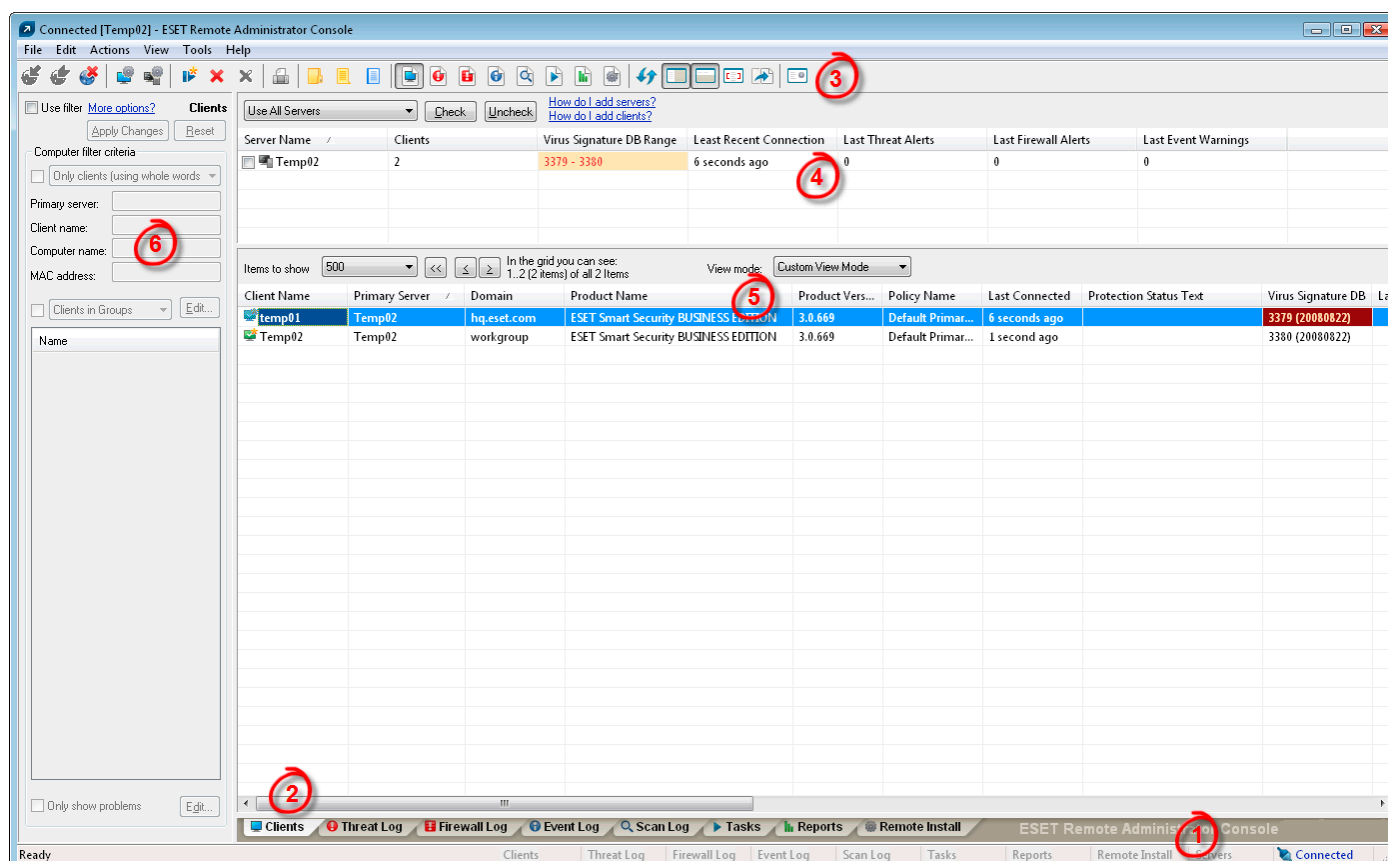 Connected [Temp02] - ESET Remote Administrator Console
File Edit Actions View Tools Help
3
Use filter More options? Clients
Apply Changes Reset
Computer filter criteria
Only clients (using whole words
Primary server:
Client name:
Computer name:
MAC address:
6
Clients in Groups Edit...
Name
Only show problems Edit...
Use All Servers Check Uncheck How do I add servers?
How do I add clients?
Server Name Clients Virus Signature DB Range Least Recent Connection Last Threat Alerts Last Firewall Alerts Last Event Warnings
Temp02 2 3379 - 3380 6 seconds ago 0 0 0
4
Items to show 500 << < > In the grid you can see:
1..2 (2 items) of all 2 Items
View mode: Custom View Mode
5
Client Name Primary Server Domain Product Name Product Vers... Policy Name Last Connected Protection Status Text Virus Signature DB La
temp01 Temp02 hq.eset.com ESET Smart Security BUSINESS EDITION 3.0.669 Default Primar... 6 seconds ago 3379 (20080822)
Temp02 Temp02 workgroup ESET Smart Security BUSINESS EDITION 3.0.669 Default Primar... 1 second ago 3380 (20080822)
2
Clients Threat Log Firewall Log Event Log Scan Log Tasks Reports Remote Install ESET Remote Administrator Console
1
Ready Clients Threat Log Firewall Log Event Log Scan Log Tasks Reports Remote Install Servers Connected